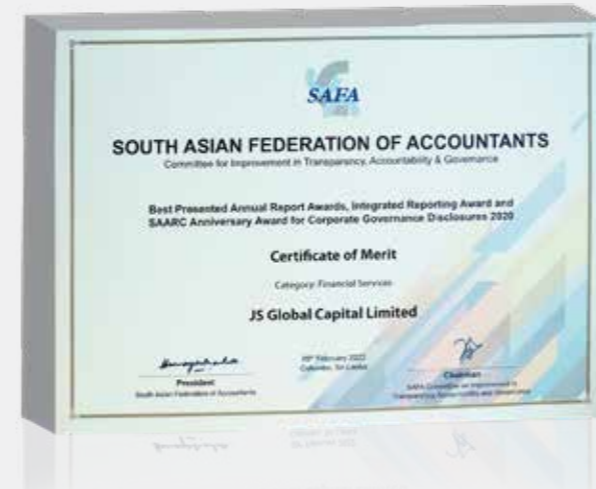 SAFA
SOUTH ASIAN FEDERATION OF ACCOUNTANTS
Committee for Improvement in Transparency, Accountability & Governance
Best Presented Annual Report Awards, Integrated Reporting Award and
SAARC Anniversary Award for Corporate Governance Disclosures 2020
Certificate of Merit
Category: Financial Services
JS Global Capital Limited
February 2022
Colombo, Sri Lanka
President
South Asian Federation of Accountants
Chairman
SAFA Committee for Improvement in
Transparency, Accountability and Governance